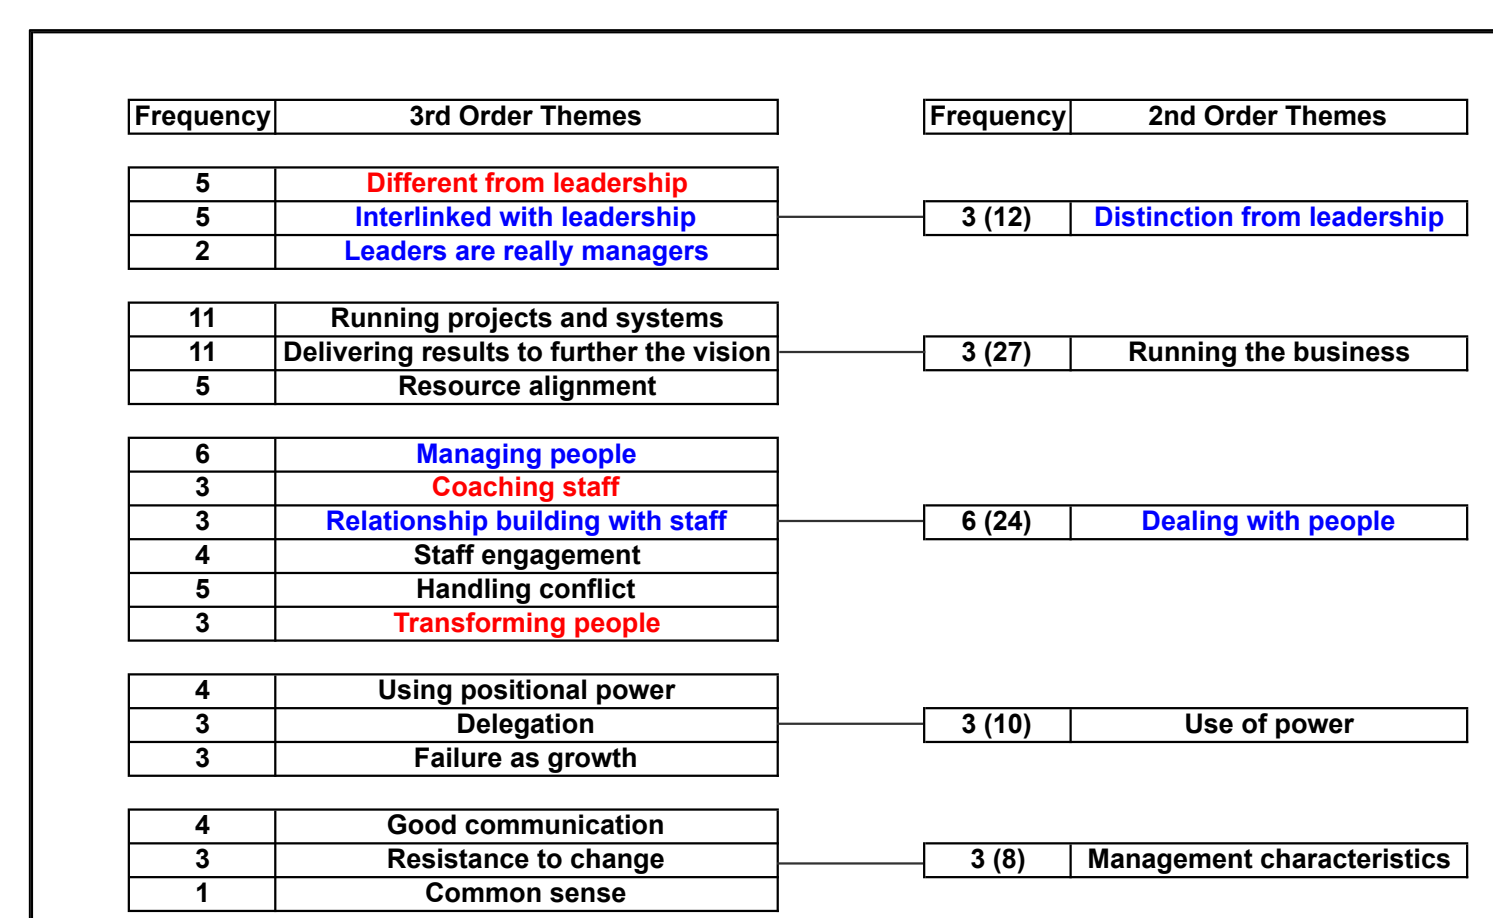 Frequency 3rd Order Themes Frequency 2nd Order Themes
5 Different from leadership
5 Interlinked with leadership 3 (12) Distinction from leadership
2 Leaders are really managers
11 Running projects and systems
11 Delivering results to further the vision 3 (27) Running the business
5 Resource alignment
6 Managing people
3 Coaching staff
3 Relationship building with staff 6 (24) Dealing with people
4 Staff engagement
5 Handling conflict
3 Transforming people
4 Using positional power
3 Delegation 3 (10) Use of power
3 Failure as growth
4 Good communication
3 Resistance to change 3 (8) Management characteristics
1 Common sense